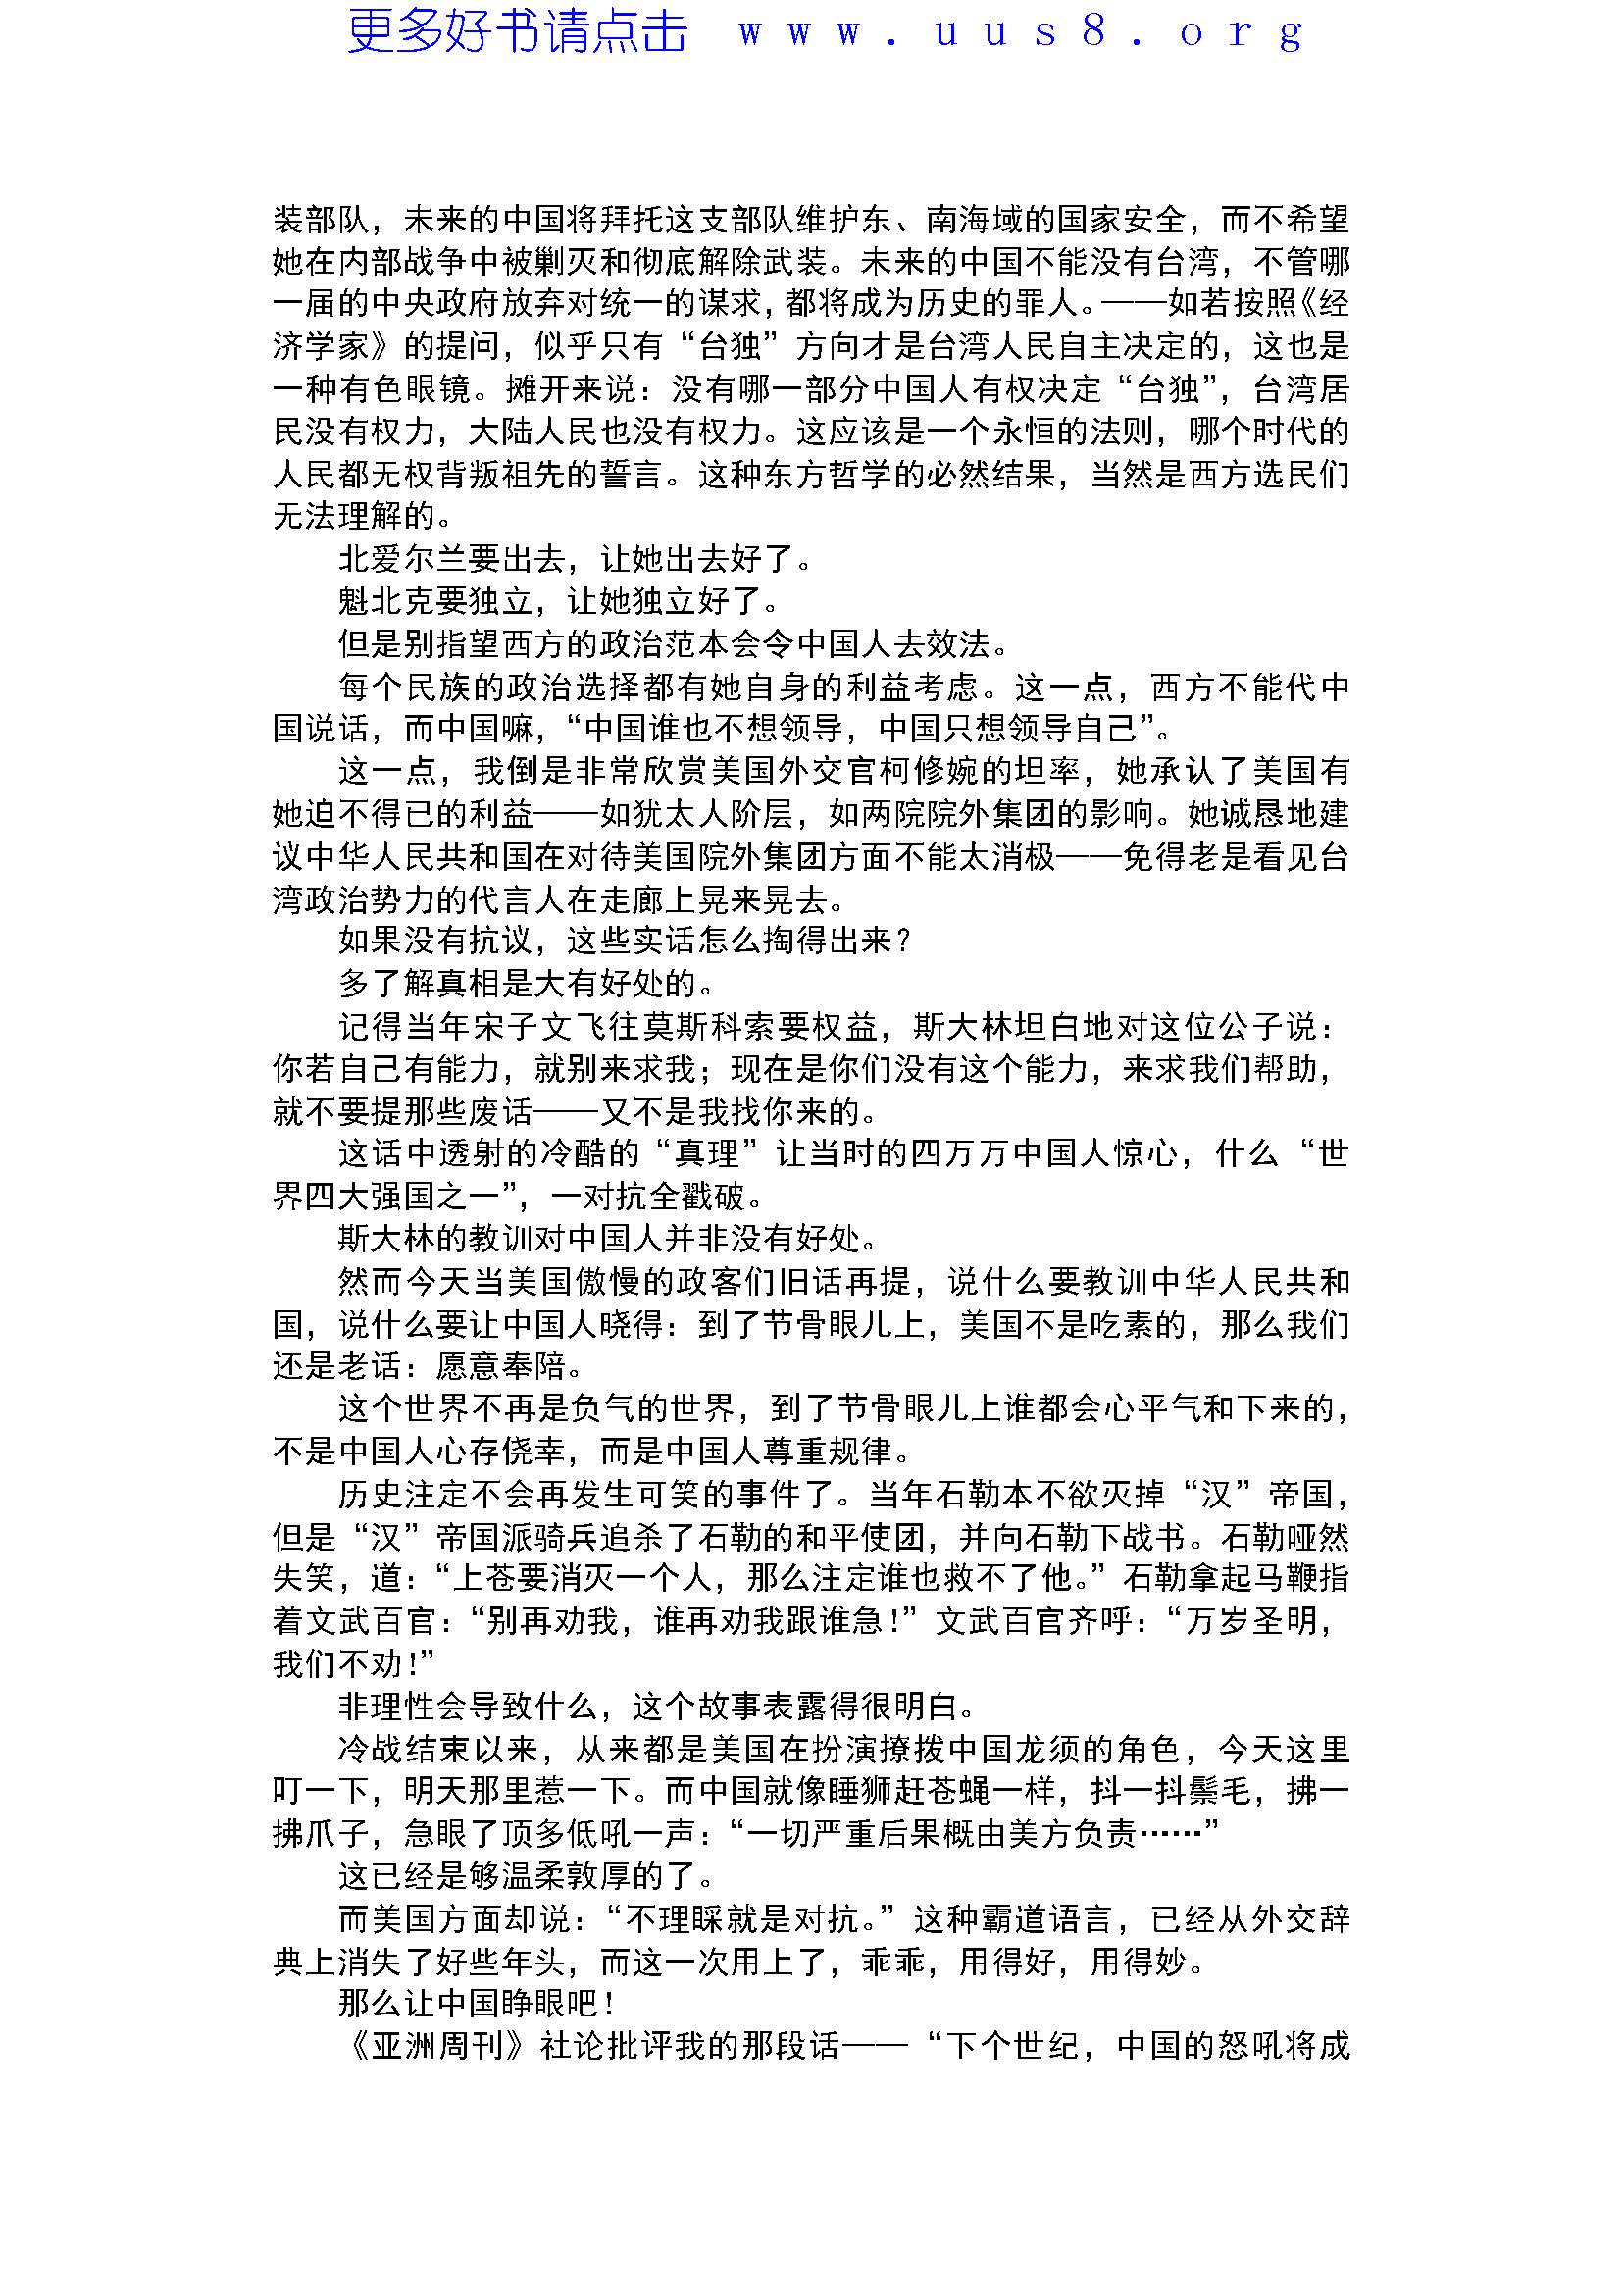 更多好书请点击 www.uus8.org
装部队，未来的中国将拜托这支部队维护东、南海域的国家安全，而不希望
她在内部战争中被剿灭和彻底解除武装。未来的中国不能没有台湾，不管哪
一届的中央政府放弃对统一的谋求，都将成为历史的罪人。——如若按照《经
济学家》的提问，似乎只有“台独”方向才是台湾人民自主决定的，这也是
一种有色眼镜。摊开来说：没有哪一部分中国人有权决定“台独”，台湾居
民没有权力，大陆人民也没有权力。这应该是一个永恒的法则，哪个时代的
人民都无权背叛祖先的誓言。这种东方哲学的必然结果，当然是西方选民们
无法理解的。
北爱尔兰要出去，让她出去好了。
魁北克要独立，让她独立好了。
但是别指望西方的政治范本会令中国人去效法。
每个民族的政治选择都有她自身的利益考虑。这一点，西方不能代中
国说话，而中国嘛，“中国谁也不想领导，中国只想领导自己”。
这一点，我倒是非常欣赏美国外交官柯修婉的坦率，她承认了美国有
她迫不得已的利益——如犹太人阶层，如两院院外集团的影响。她诚恳地建
议中华人民共和国在对待美国院外集团方面不能太消极——免得老是看见台
湾政治势力的代言人在走廊上晃来晃去。
如果没有抗议，这些实话怎么掏得出来？
多了解真相是大有好处的。
记得当年宋子文飞往莫斯科索要权益，斯大林坦白地对这位公子说：
你若自己有能力，就别来求我；现在是你们没有这个能力，来求我们帮助，
就不要提那些废话——又不是我找你来的。
这话中透射的冷酷的“真理”让当时的四万万中国人惊心，什么“世
界四大强国之一”，一对抗全戳破。
斯大林的教训对中国人并非没有好处。
然而今天当美国傲慢的政客们旧话再提，说什么要教训中华人民共和
国，说什么要让中国人晓得：到了节骨眼儿上，美国不是吃素的，那么我们
还是老话：愿意奉陪。
这个世界不再是负气的世界，到了节骨眼儿上谁都会心平气和下来的，
不是中国人心存侥幸，而是中国人尊重规律。
历史注定不会再发生可笑的事件了。当年石勒本不欲灭掉“汉”帝国，
但是“汉”帝国派骑兵追杀了石勒的和平使团，并向石勒下战书。石勒哑然
失笑，道：“上苍要消灭一个人，那么注定谁也救不了他。”石勒拿起马鞭指
着文武百官：“别再劝我，谁再劝我跟谁急！”文武百官齐呼：“万岁圣明，
我们不劝！”
非理性会导致什么，这个故事表露得很明白。
冷战结束以来，从来都是美国在扮演撩拨中国龙须的角色，今天这里
叮一下，明天那里惹一下。而中国就像睡狮赶苍蝇一样，抖一抖鬃毛，拂一
拂爪子，急眼了顶多低吼一声：“一切严重后果概由美方负责……”
这已经是够温柔敦厚的了。
而美国方面却说：“不理睬就是对抗。”这种霸道语言，已经从外交辞
典上消失了好些年头，而这一次用上了，乖乖，用得好，用得妙。
那么让中国睁眼吧！
《亚洲周刊》社论批评我的那段话——“下个世纪，中国的怒吼将成